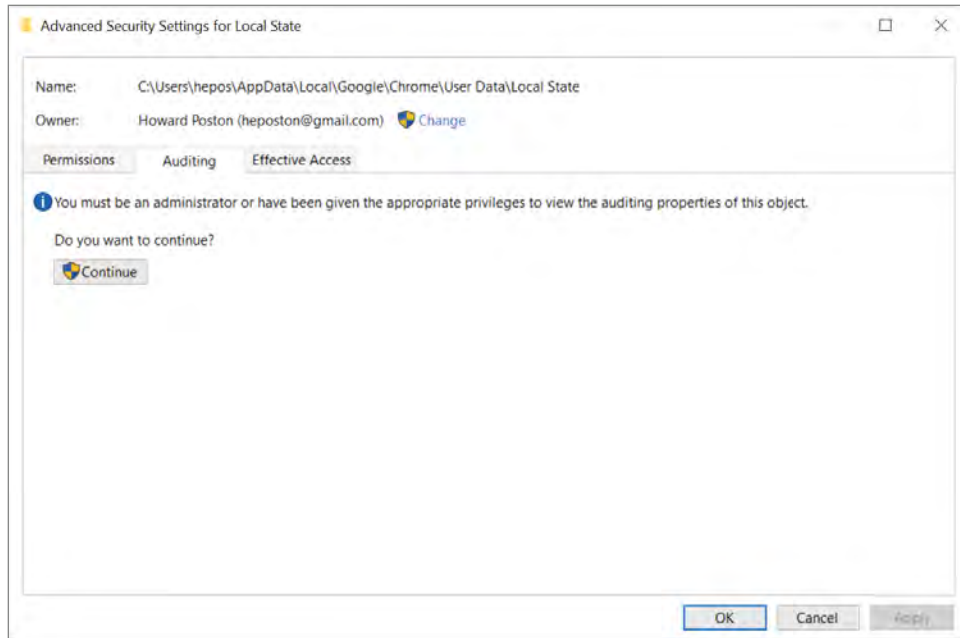 Advanced Security Settings for Local State
Name: C:\Users\hepos\AppData\Local\Google\Chrome\User Data\Local State
Owner: Howard Poston (heposton@gmail.com) Change
Permissions Auditing Effective Access
You must be an administrator or have been given the appropriate privileges to view the auditing properties of this object.
Do you want to continue?
Continue
OK Cancel Apply